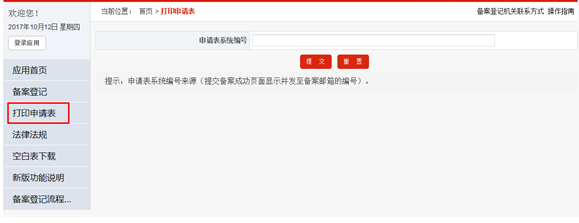 欢迎您！
2017年10月12日 星期四
登录应用
应用首页
备案登记
打印申请表
法律法规
空白表下载
新版功能说明
备案登记流程...
当前位置： 首页 > 打印申请表
备案登记机关联系方式 操作指南
申请表系统编号
提 交 重 置
提示，申请表系统编号来源（提交备案成功页面显示并发至备案邮箱的编号）。